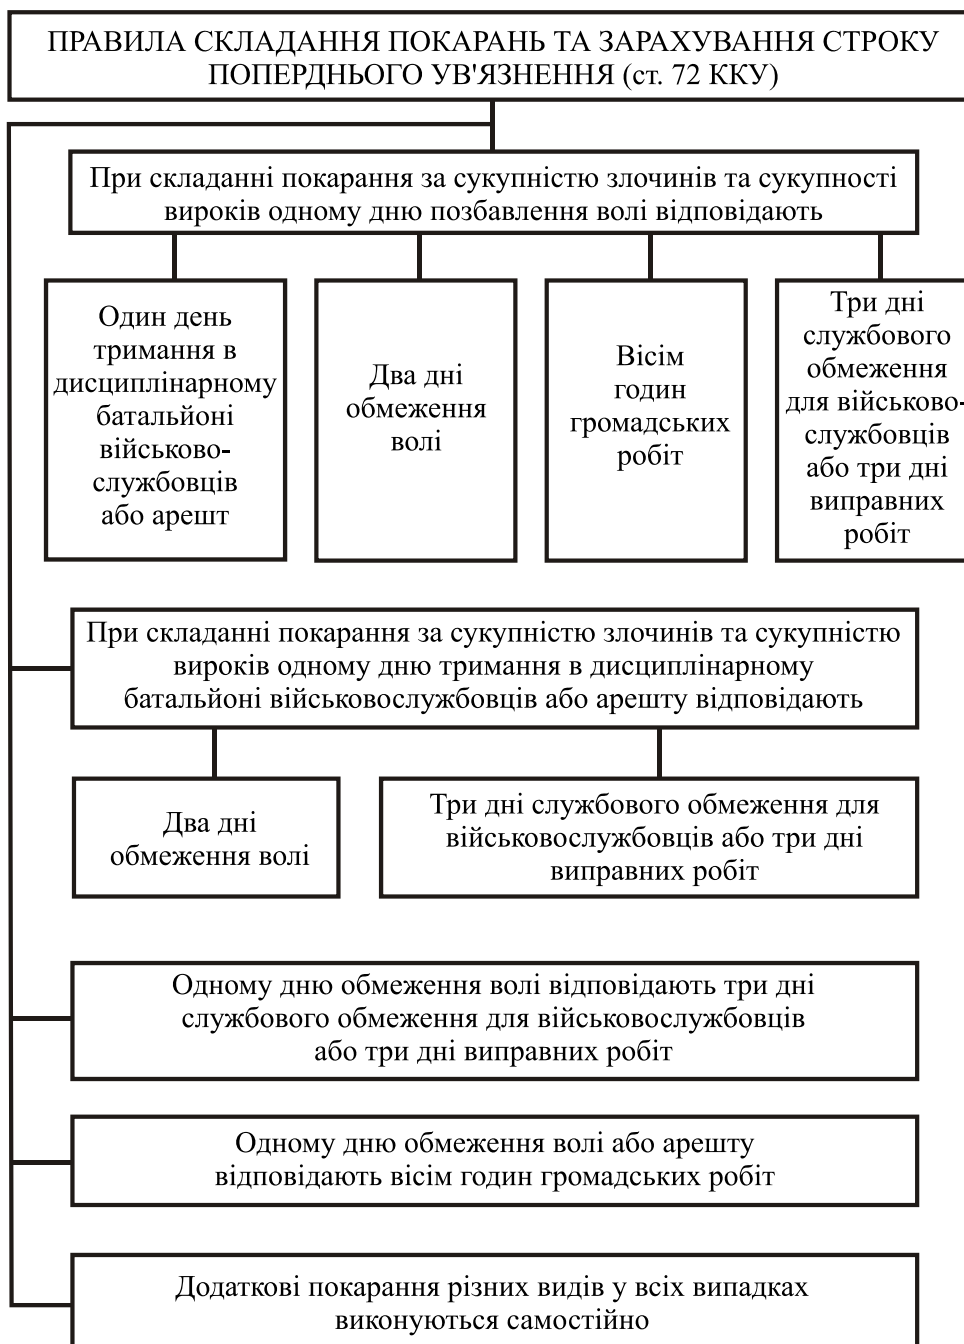 ПРАВИЛА СКЛАДАННЯ ПОКАРАНЬ ТА ЗАРАХУВАННЯ СТРОКУ
ПОПЕРДНЬОГО УВ'ЯЗНЕННЯ (ст. 72 ККУ)
При складанні покарання за сукупністю злочинів та сукупності
вироків одному дню позбавлення волі відповідають
Один день
тримання в
дисциплінарному
батальйоні
військово-
службовців
або арешт
Два дні
обмеження
волі
Вісім
годин
громадських
робіт
Три дні
службового
обмеження
для військово-
службовців
або три дні
виправних
робіт
При складанні покарання за сукупністю злочинів та сукупністю
вироків одному дню тримання в дисциплінарному
батальйоні військовослужбовців або арешту відповідають
Два дні
обмеження волі
Три дні службового обмеження для
військовослужбовців або три дні
виправних робіт
Одному дню обмеження волі відповідають три дні
службового обмеження для військовослужбовців
або три дні виправних робіт
Одному дню обмеження волі або арешту
відповідають вісім годин громадських робіт
Додаткові покарання різних видів у всіх випадках
виконуються самостійно